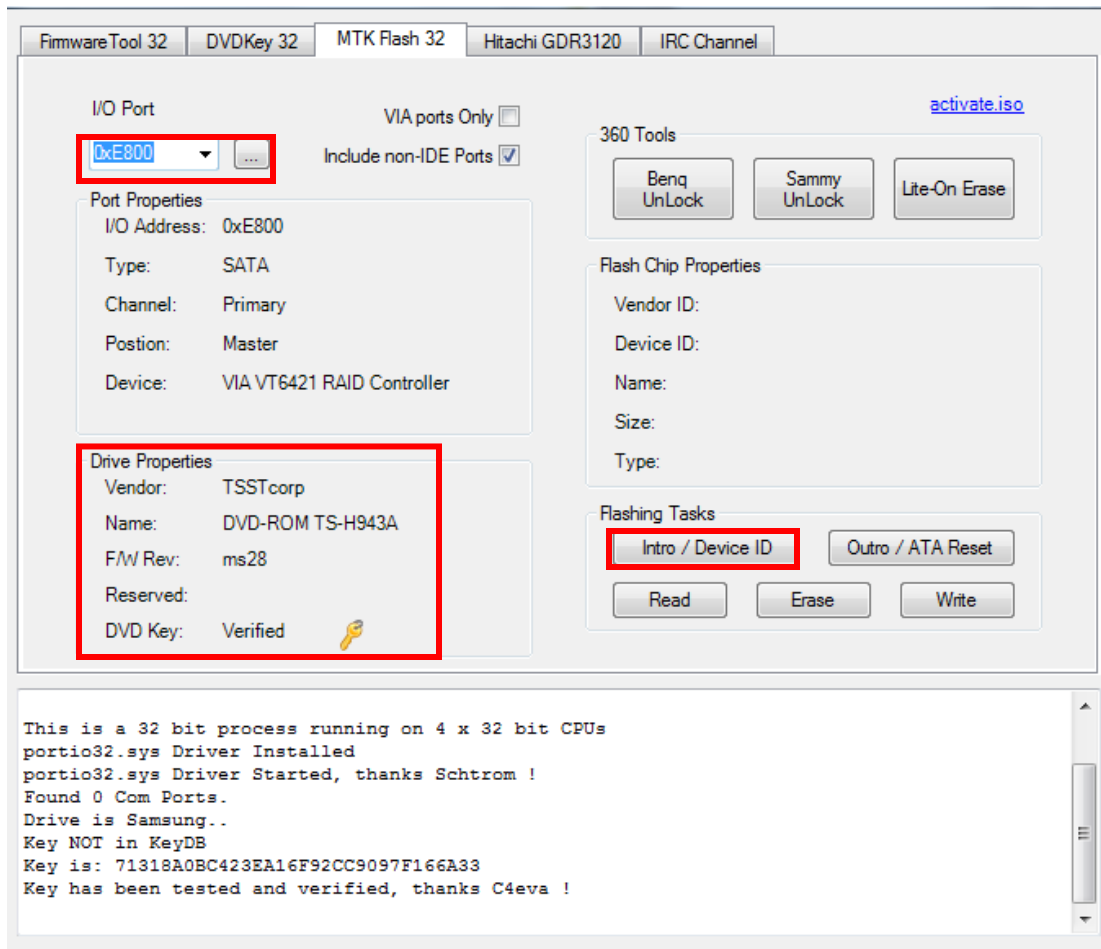 FirmwareTool 32 DVDKey 32 MTK Flash 32 Hitachi GDR3120 IRC Channel
I/O Port
VIA ports Only
activate.iso
0xE800 ... Include non-IDE Ports
Port Properties
I/O Address: 0xE800
Type: SATA
Channel: Primary
Postion: Master
Device: VIA VT6421 RAID Controller
Drive Properties
Vendor: TSSTcorp
Name: DVD-ROM TS-H943A
F/W Rev: ms28
Reserved:
DVD Key: Verified
360 Tools
Benq UnLock
Sammy UnLock
Lite-On Erase
Flash Chip Properties
Vendor ID:
Device ID:
Name:
Size:
Type:
Flashing Tasks
Intro / Device ID Outro / ATA Reset
Read Erase Write
This is a 32 bit process running on 4 x 32 bit CPUs
portio32.sys Driver Installed
portio32.sys Driver Started, thanks Schtrom !
Found 0 Com Ports.
Drive is Samsung..
Key NOT in KeyDB
Key is: 71318A0BC423EA16F92CC9097F166A33
Key has been tested and verified, thanks C4eva !